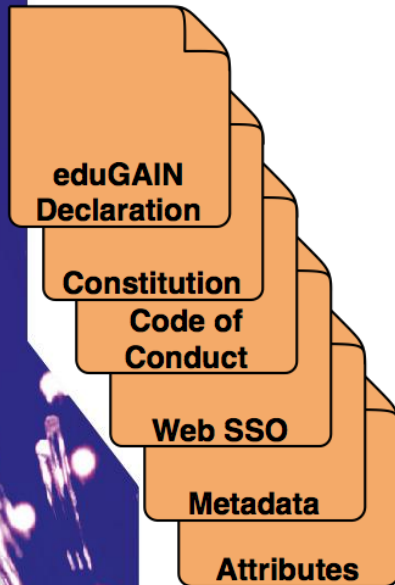 eduGAIN
Declaration
Constitution
Code of
Conduct
Web SSO
Metadata
Attributes